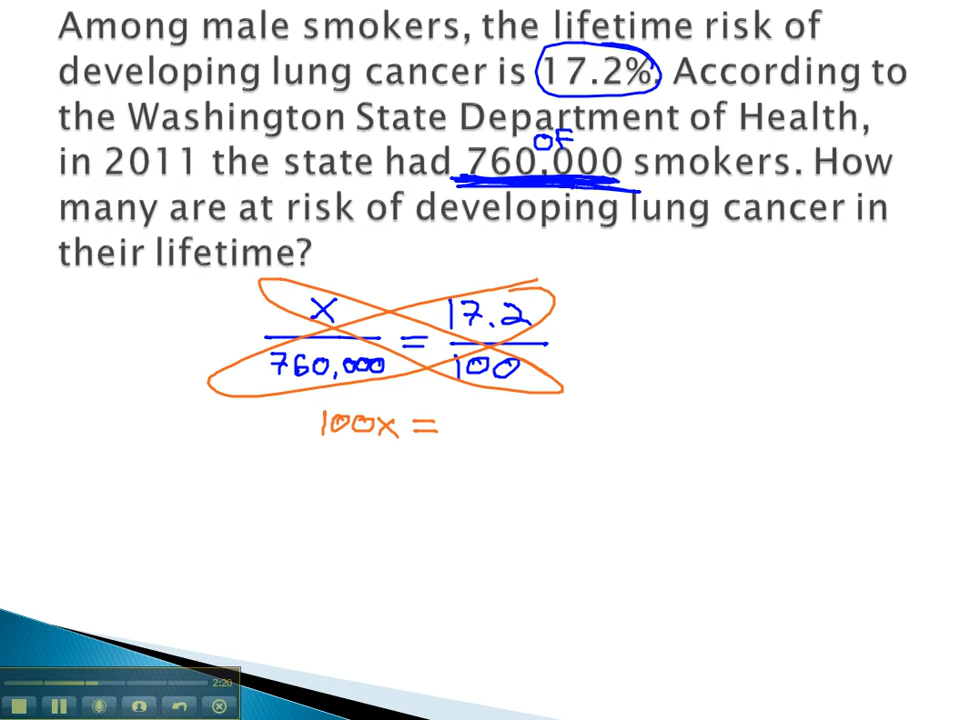 Among male smokers, the lifetime risk of
developing lung cancer is 17.2%. According to
the Washington State Department of Health,
OF
in 2011 the state had 760,000 smokers. How
many are at risk of developing lung cancer in
their lifetime?
x 17.2
=
760,000 100
100x =
2:20